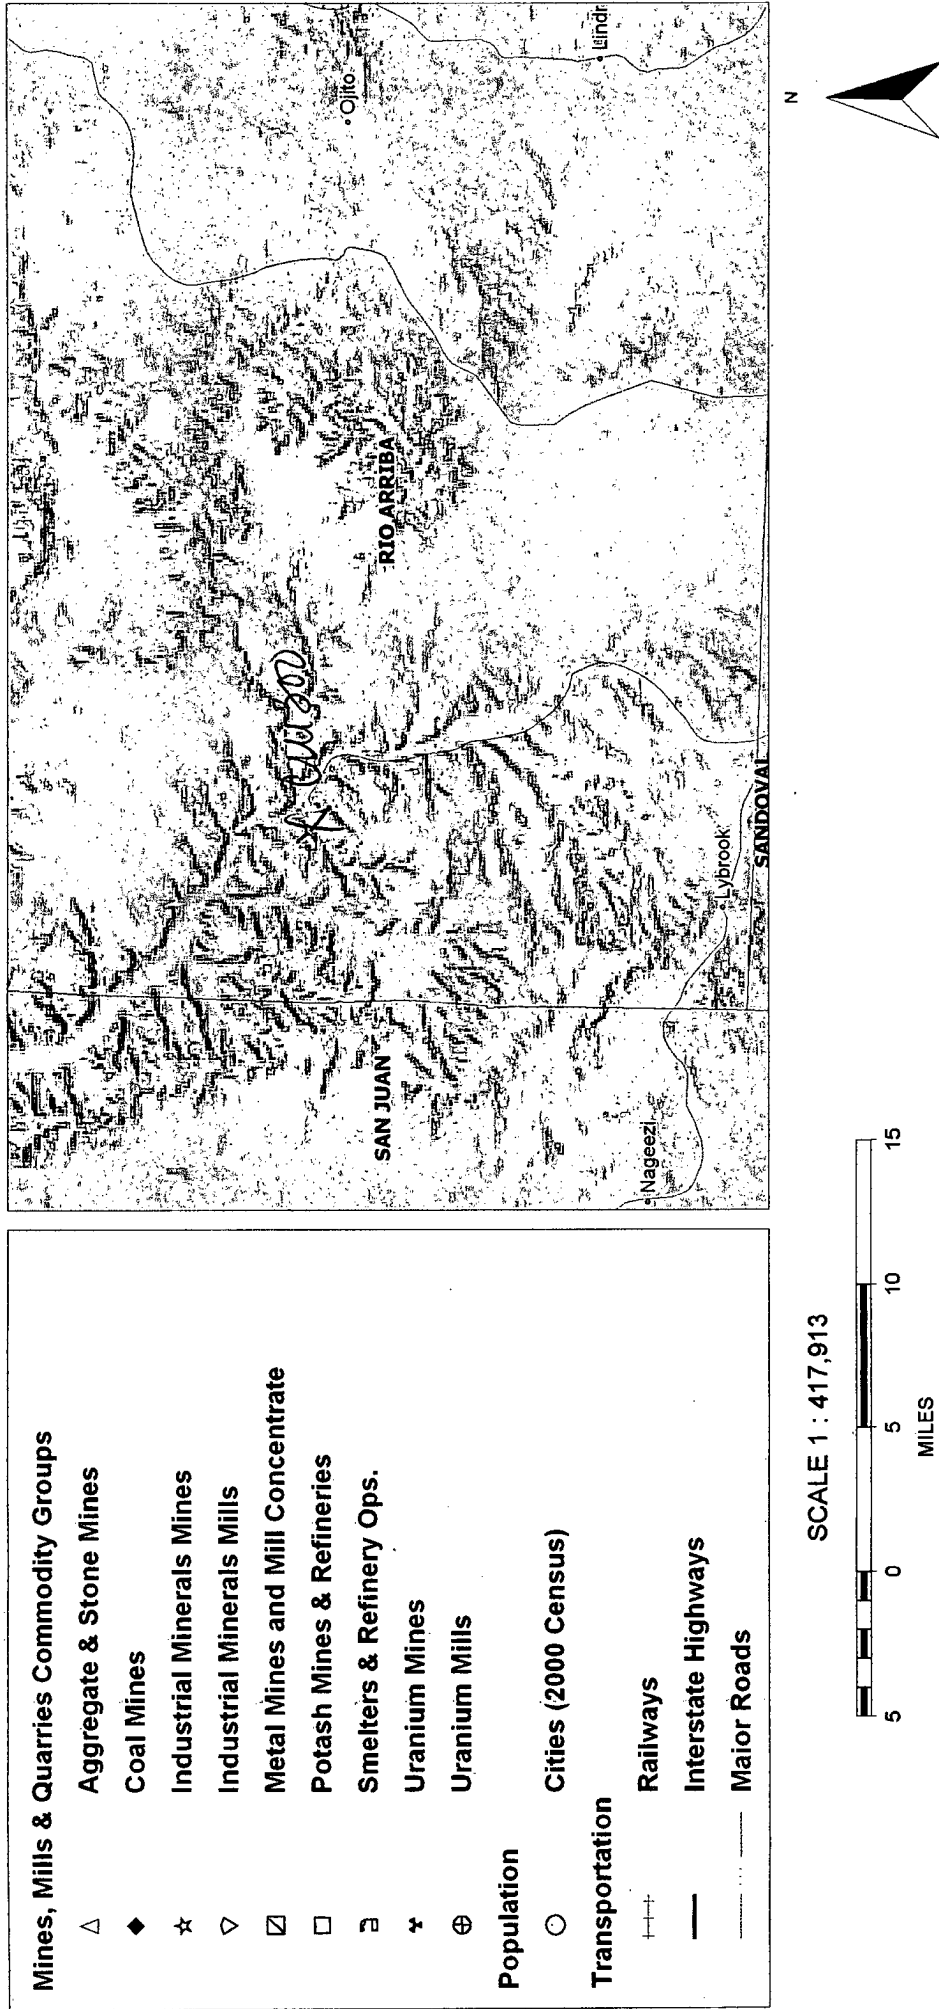 Mines, Mills & Quarries Commodity Groups
Aggregate & Stone Mines
Coal Mines
Industrial Minerals Mines
Industrial Minerals Mills
Metal Mines and Mill Concentrate
Potash Mines & Refineries
Smelters & Refinery Ops.
Uranium Mines
Uranium Mills
Population
Cities (2000 Census)
Transportation
Railways
Interstate Highways
Major Roads
SAN JUAN
RIO ARRIBA
SANDOVAL
Nageezi
Lybrook
Ojito
Lindr
SCALE 1 : 417,913
5 0 5 10 15
MILES
N